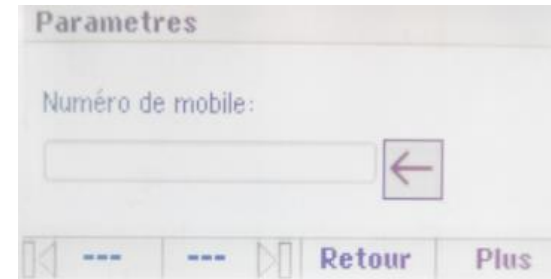 Parametres
Numéro de mobile:
--- --- Retour Plus